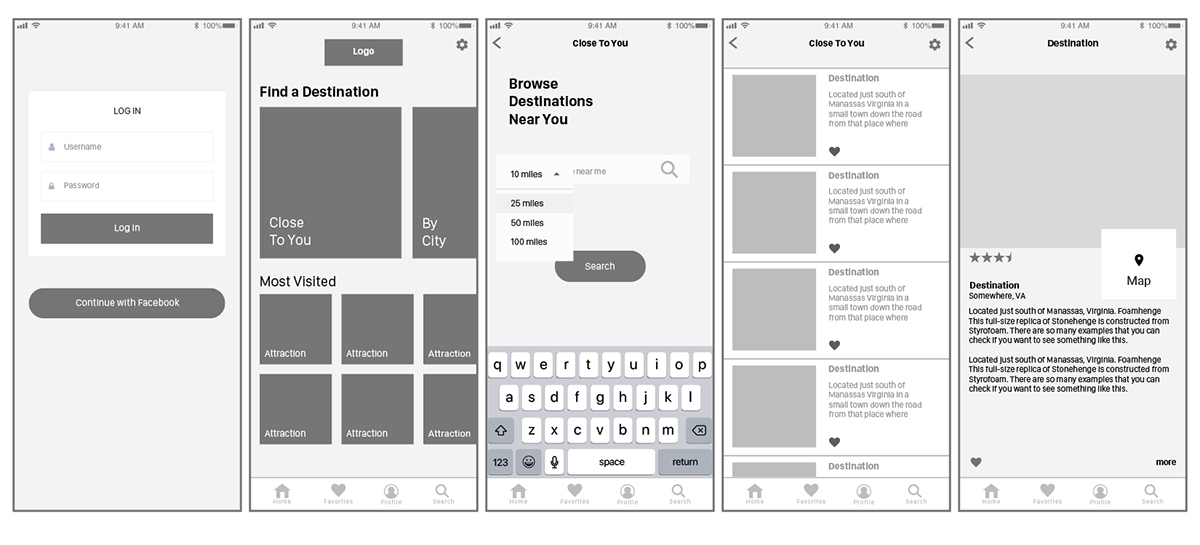 9:41 AM
100%
LOG IN
Username
Password
Log In
Continue with Facebook
9:41 AM
100%
Logo
Find a Destination
Close
To You
By
City
Most Visited
Attraction
Attraction
Attraction
Attraction
Attraction
Attraction
Home
Favorites
Profile
Search
9:41 AM
100%
Close To You
Browse
Destinations
Near You
10 miles
near me
25 miles
50 miles
100 miles
Search
q w e r t y u i o p
a s d f g h j k l
z x c v b n m
123
space
return
Home
Favorites
Profile
Search
9:41 AM
100%
Close To You
Destination
Located just south of
Manassas Virginia in a
small town down the road
from that place where
Destination
Located just south of
Manassas Virginia in a
small town down the road
from that place where
Destination
Located just south of
Manassas Virginia in a
small town down the road
from that place where
Destination
Located just south of
Manassas Virginia in a
small town down the road
from that place where
Destination
Home
Favorites
Profile
Search
9:41 AM
100%
Destination
Map
Destination
Somewhere, VA
Located just south of Manassas, Virginia. Foamhenge
This full-size replica of Stonehenge is constructed from
Styrofoam. There are so many examples that you can
check if you want to see something like this.
Located just south of Manassas, Virginia. Foamhenge
This full-size replica of Stonehenge is constructed from
Styrofoam. There are so many examples that you can
check if you want to see something like this.
more
Home
Favorites
Profile
Search